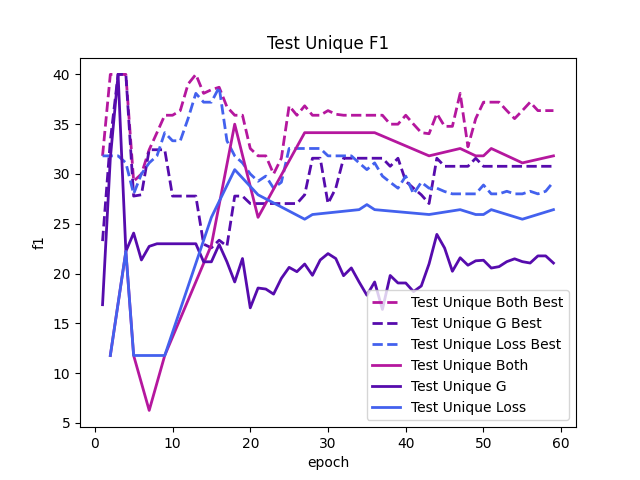 Test Unique F1
40
35
30
25
20
15
10
5
f1
0 10 20 30 40 50 60
epoch
Test Unique Both Best
Test Unique G Best
Test Unique Loss Best
Test Unique Both
Test Unique G
Test Unique Loss